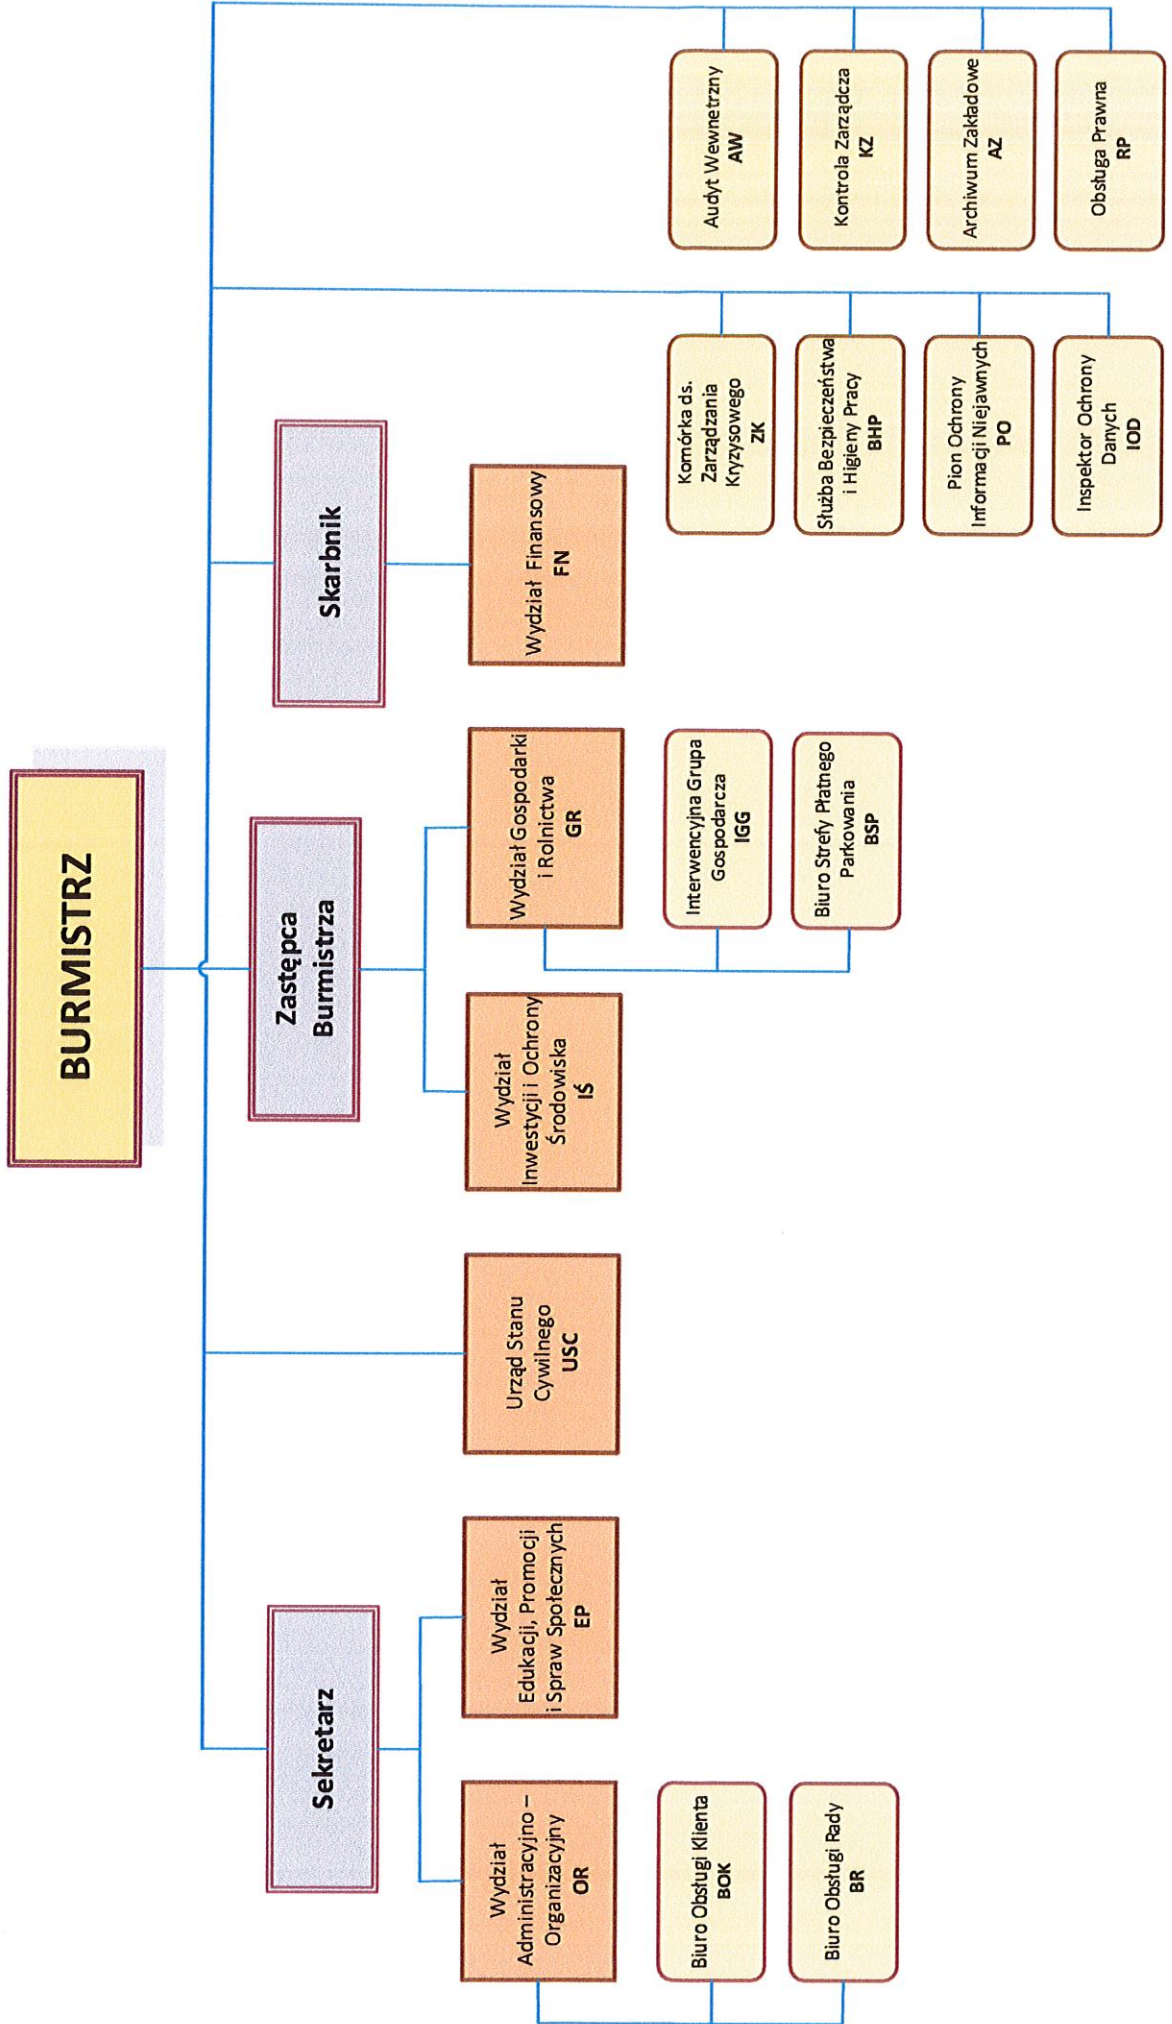 BURMISTRZ
Sekretarz
Zastępca
Burmistrza
Skarbnik
Wydział
Administracyjno –
Organizacyjny
OR
Wydział
Edukacji, Promocji
i Spraw Społecznych
EP
Urząd Stanu
Cywilnego
USC
Wydział
Inwestycji i Ochrony
Środowiska
IŚ
Wydział Gospodarki
i Rolnictwa
GR
Wydział Finansowy
FN
Biuro Obsługi Klienta
BOK
Biuro Obsługi Rady
BR
Interwencyjna Grupa
Gospodarcza
IGG
Biuro Strefy Płatnego
Parkowania
BSP
Komórka ds.
Zarządzania
Kryzysowego
ZK
Służba Bezpieczeństwa
i Higieny Pracy
BHP
Pion Ochrony
Informacji Niejawnych
PO
Inspektor Ochrony
Danych
IOD
Audyt Wewnetrzny
AW
Kontrola Zarządcza
KZ
Archiwum Zakładowe
AZ
Obsługa Prawna
RP